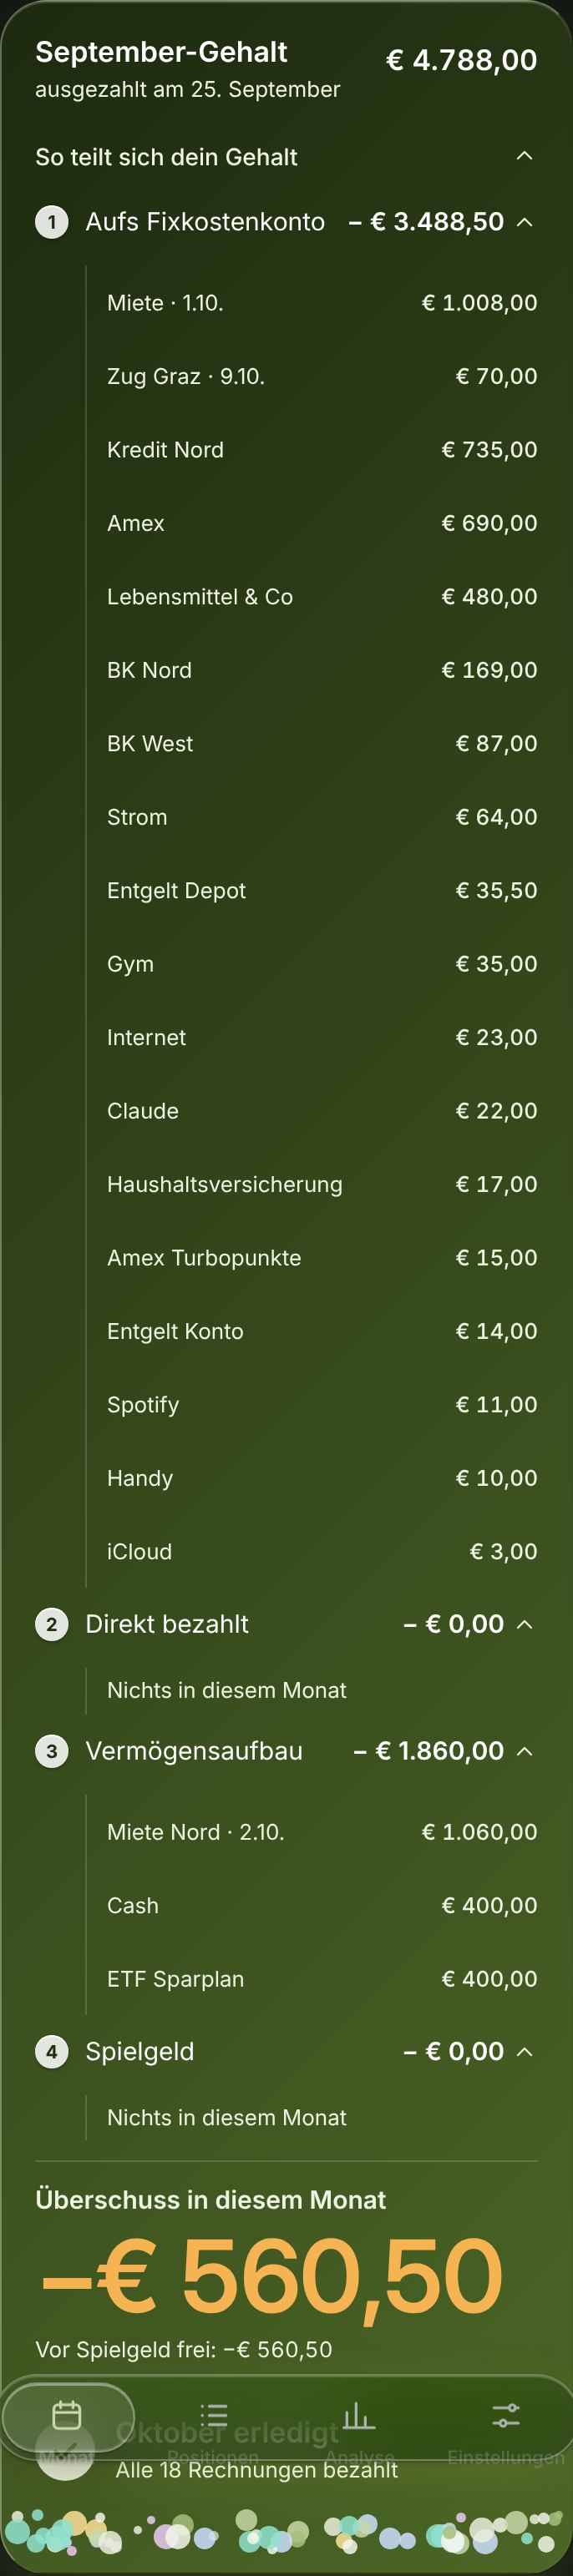 September-Gehalt
€ 4.788,00
ausgezahlt am 25. September
So teilt sich dein Gehalt
1 Aufs Fixkostenkonto – € 3.488,50
Miete · 1.10. € 1.008,00
Zug Graz · 9.10. € 70,00
Kredit Nord € 735,00
Amex € 690,00
Lebensmittel & Co € 480,00
BK Nord € 169,00
BK West € 87,00
Strom € 64,00
Entgelt Depot € 35,50
Gym € 35,00
Internet € 23,00
Claude € 22,00
Haushaltsversicherung € 17,00
Amex Turbopunkte € 15,00
Entgelt Konto € 14,00
Spotify € 11,00
Handy € 10,00
iCloud € 3,00
2 Direkt bezahlt – € 0,00
Nichts in diesem Monat
3 Vermögensaufbau – € 1.860,00
Miete Nord · 2.10. € 1.060,00
Cash € 400,00
ETF Sparplan € 400,00
4 Spielgeld – € 0,00
Nichts in diesem Monat
Überschuss in diesem Monat
–€ 560,50
Vor Spielgeld frei: –€ 560,50
Oktober erledigt
Monat Positionen Analyse Einstellungen
Alle 18 Rechnungen bezahlt